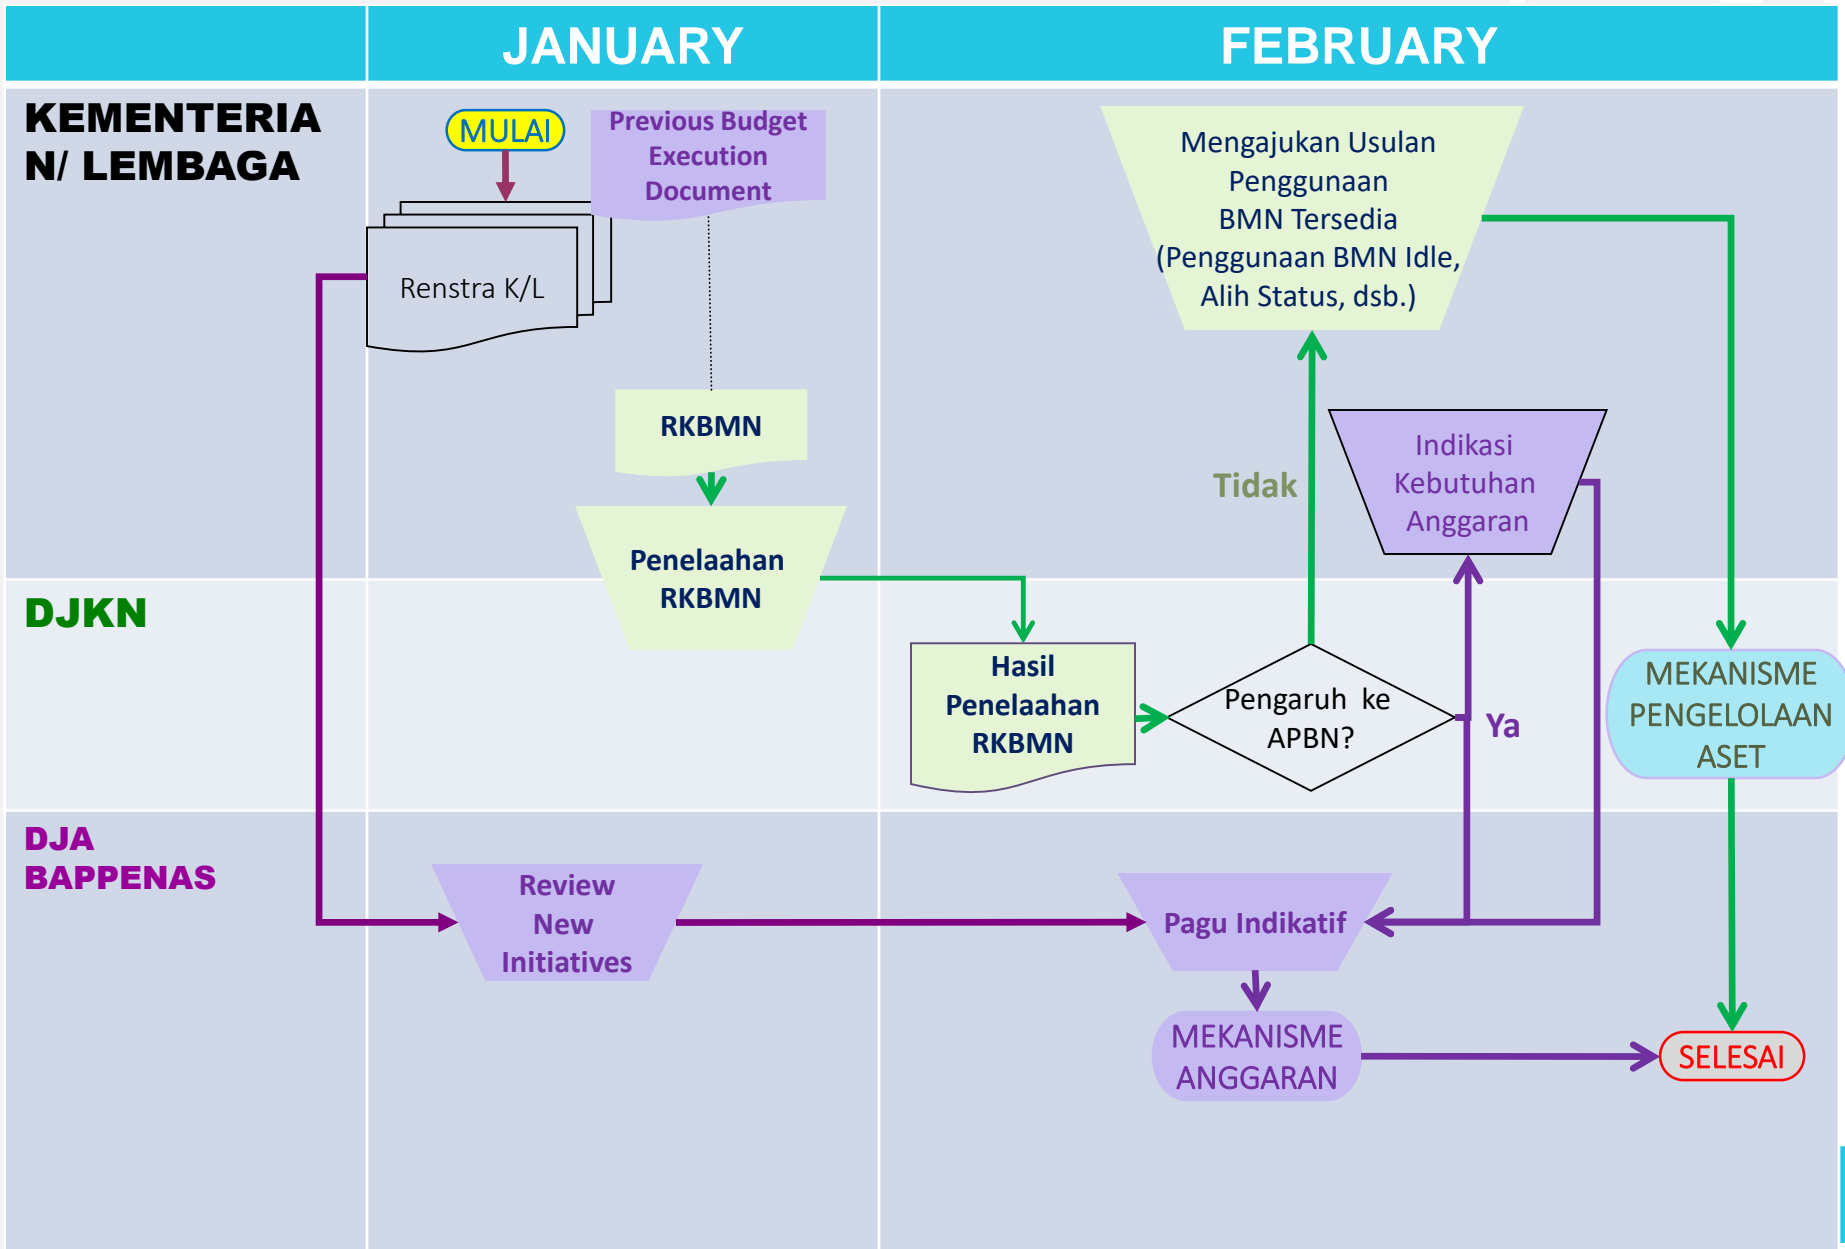 JANUARY
FEBRUARY
KEMENTERIA
N/ LEMBAGA
MULAI
Previous Budget
Execution
Document
Renstra K/L
RKBMN
Penelaahan
RKBMN
Mengajukan Usulan
Penggunaan
BMN Tersedia
(Penggunaan BMN Idle,
Alih Status, dsb.)
Tidak
Indikasi
Kebutuhan
Anggaran
DJKN
Hasil
Penelaahan
RKBMN
Pengaruh ke
APBN?
Ya
MEKANISME
PENGELOLAAN
ASET
DJA
BAPPENAS
Review
New
Initiatives
Pagu Indikatif
MEKANISME
ANGGARAN
SELESAI